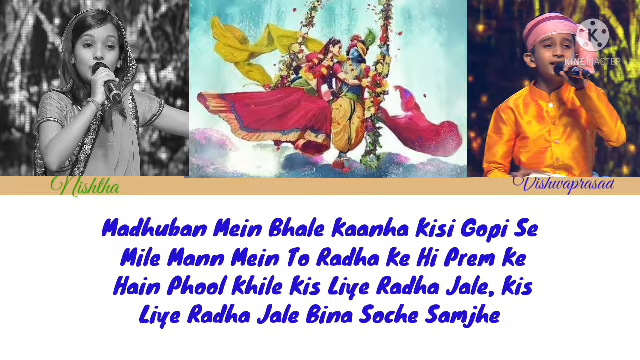 KINEMASTER
Nishtha
Vishwaprasad
Madhuban Mein Bhale Kaanha Kisi Gopi Se
Mile Mann Mein To Radha Ke Hi Prem Ke
Hain Phool Khile Kis Liye Radha Jale, Kis
Liye Radha Jale Bina Soche Samjhe